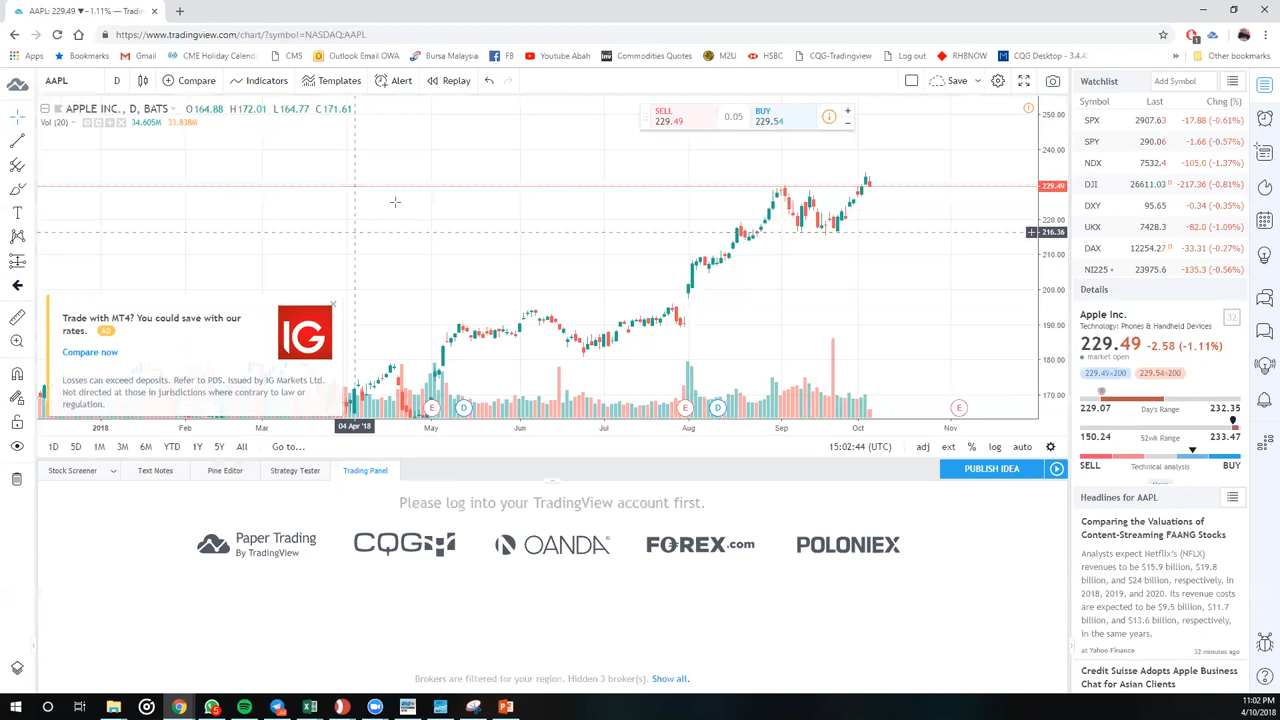 AAPL: 229.49 ▼−1.11% — Tradin
https://www.tradingview.com/chart/?symbol=NASDAQ:AAPL
Apps Bookmarks Gmail CME Holiday Calenda CMS Outlook Email OWA Bursa Malaysia FB Youtube Abah Commodities Quotes M2U HSBC CQG-Tradingview Log out RHBNOW CQG Desktop - 3.4.4 » Other bookmarks
AAPL D Compare Indicators Templates Alert Replay Save
APPLE INC., D, BATS O 164.88 H 172.01 L 164.77 C 171.61
Vol (20) 34.605M 33.838M
SELL
229.49
0.05
BUY
229.54
250.00
240.00
229.49
220.00
216.36
210.00
200.00
190.00
180.00
170.00
Trade with MT4? You could save with our
rates. AD
Compare now
IG
Losses can exceed deposits. Refer to PDS. Issued by IG Markets Ltd.
Not directed at those in jurisdictions where contrary to law or
regulation.
E D E D E
2018 Feb Mar 04 Apr '18 May Jun Jul Aug Sep Oct Nov
1D 5D 1M 3M 6M YTD 1Y 5Y All Go to... 15:02:44 (UTC) adj ext % log auto
Stock Screener Text Notes Pine Editor Strategy Tester Trading Panel PUBLISH IDEA
Please log into your TradingView account first.
Paper Trading
By TradingView
CQG
OANDA
FOREX.com
POLONIEX
Brokers are filtered for your region. Hidden 3 broker(s). Show all.
Watchlist Add Symbol
Symbol Last Chng (%)
SPX 2907.63 -17.88 (-0.61%)
SPY 290.06 -1.66 (-0.57%)
NDX 7532.4 -105.0 (-1.37%)
DJI 26611.03 D -217.36 (-0.81%)
DXY 95.65 -0.34 (-0.35%)
UKX 7428.3 -82.0 (-1.09%)
DAX 12254.27 D -33.31 (-0.27%)
NI225 23975.6 -135.3 (-0.56%)
Details
Apple Inc. 32
Technology: Phones & Handheld Devices
229.49 -2.58 (-1.11%)
market open
229.49×200 229.54×200
229.07 Day's Range 232.35
150.24 52wk Range 233.47
SELL Technical analysis BUY
Headlines for AAPL
Comparing the Valuations of
Content-Streaming FAANG Stocks
Analysts expect Netflix's (NFLX)
revenues to be $15.9 billion, $19.8
billion, and $24 billion, respectively, in
2018, 2019, and 2020. Its revenue costs
are expected to be $9.5 billion, $11.7
billion, and $13.6 billion, respectively,
in the same years.
at Yahoo Finance 32 minutes ago
Credit Suisse Adopts Apple Business
Chat for Asian Clients
11:02 PM
4/10/2018